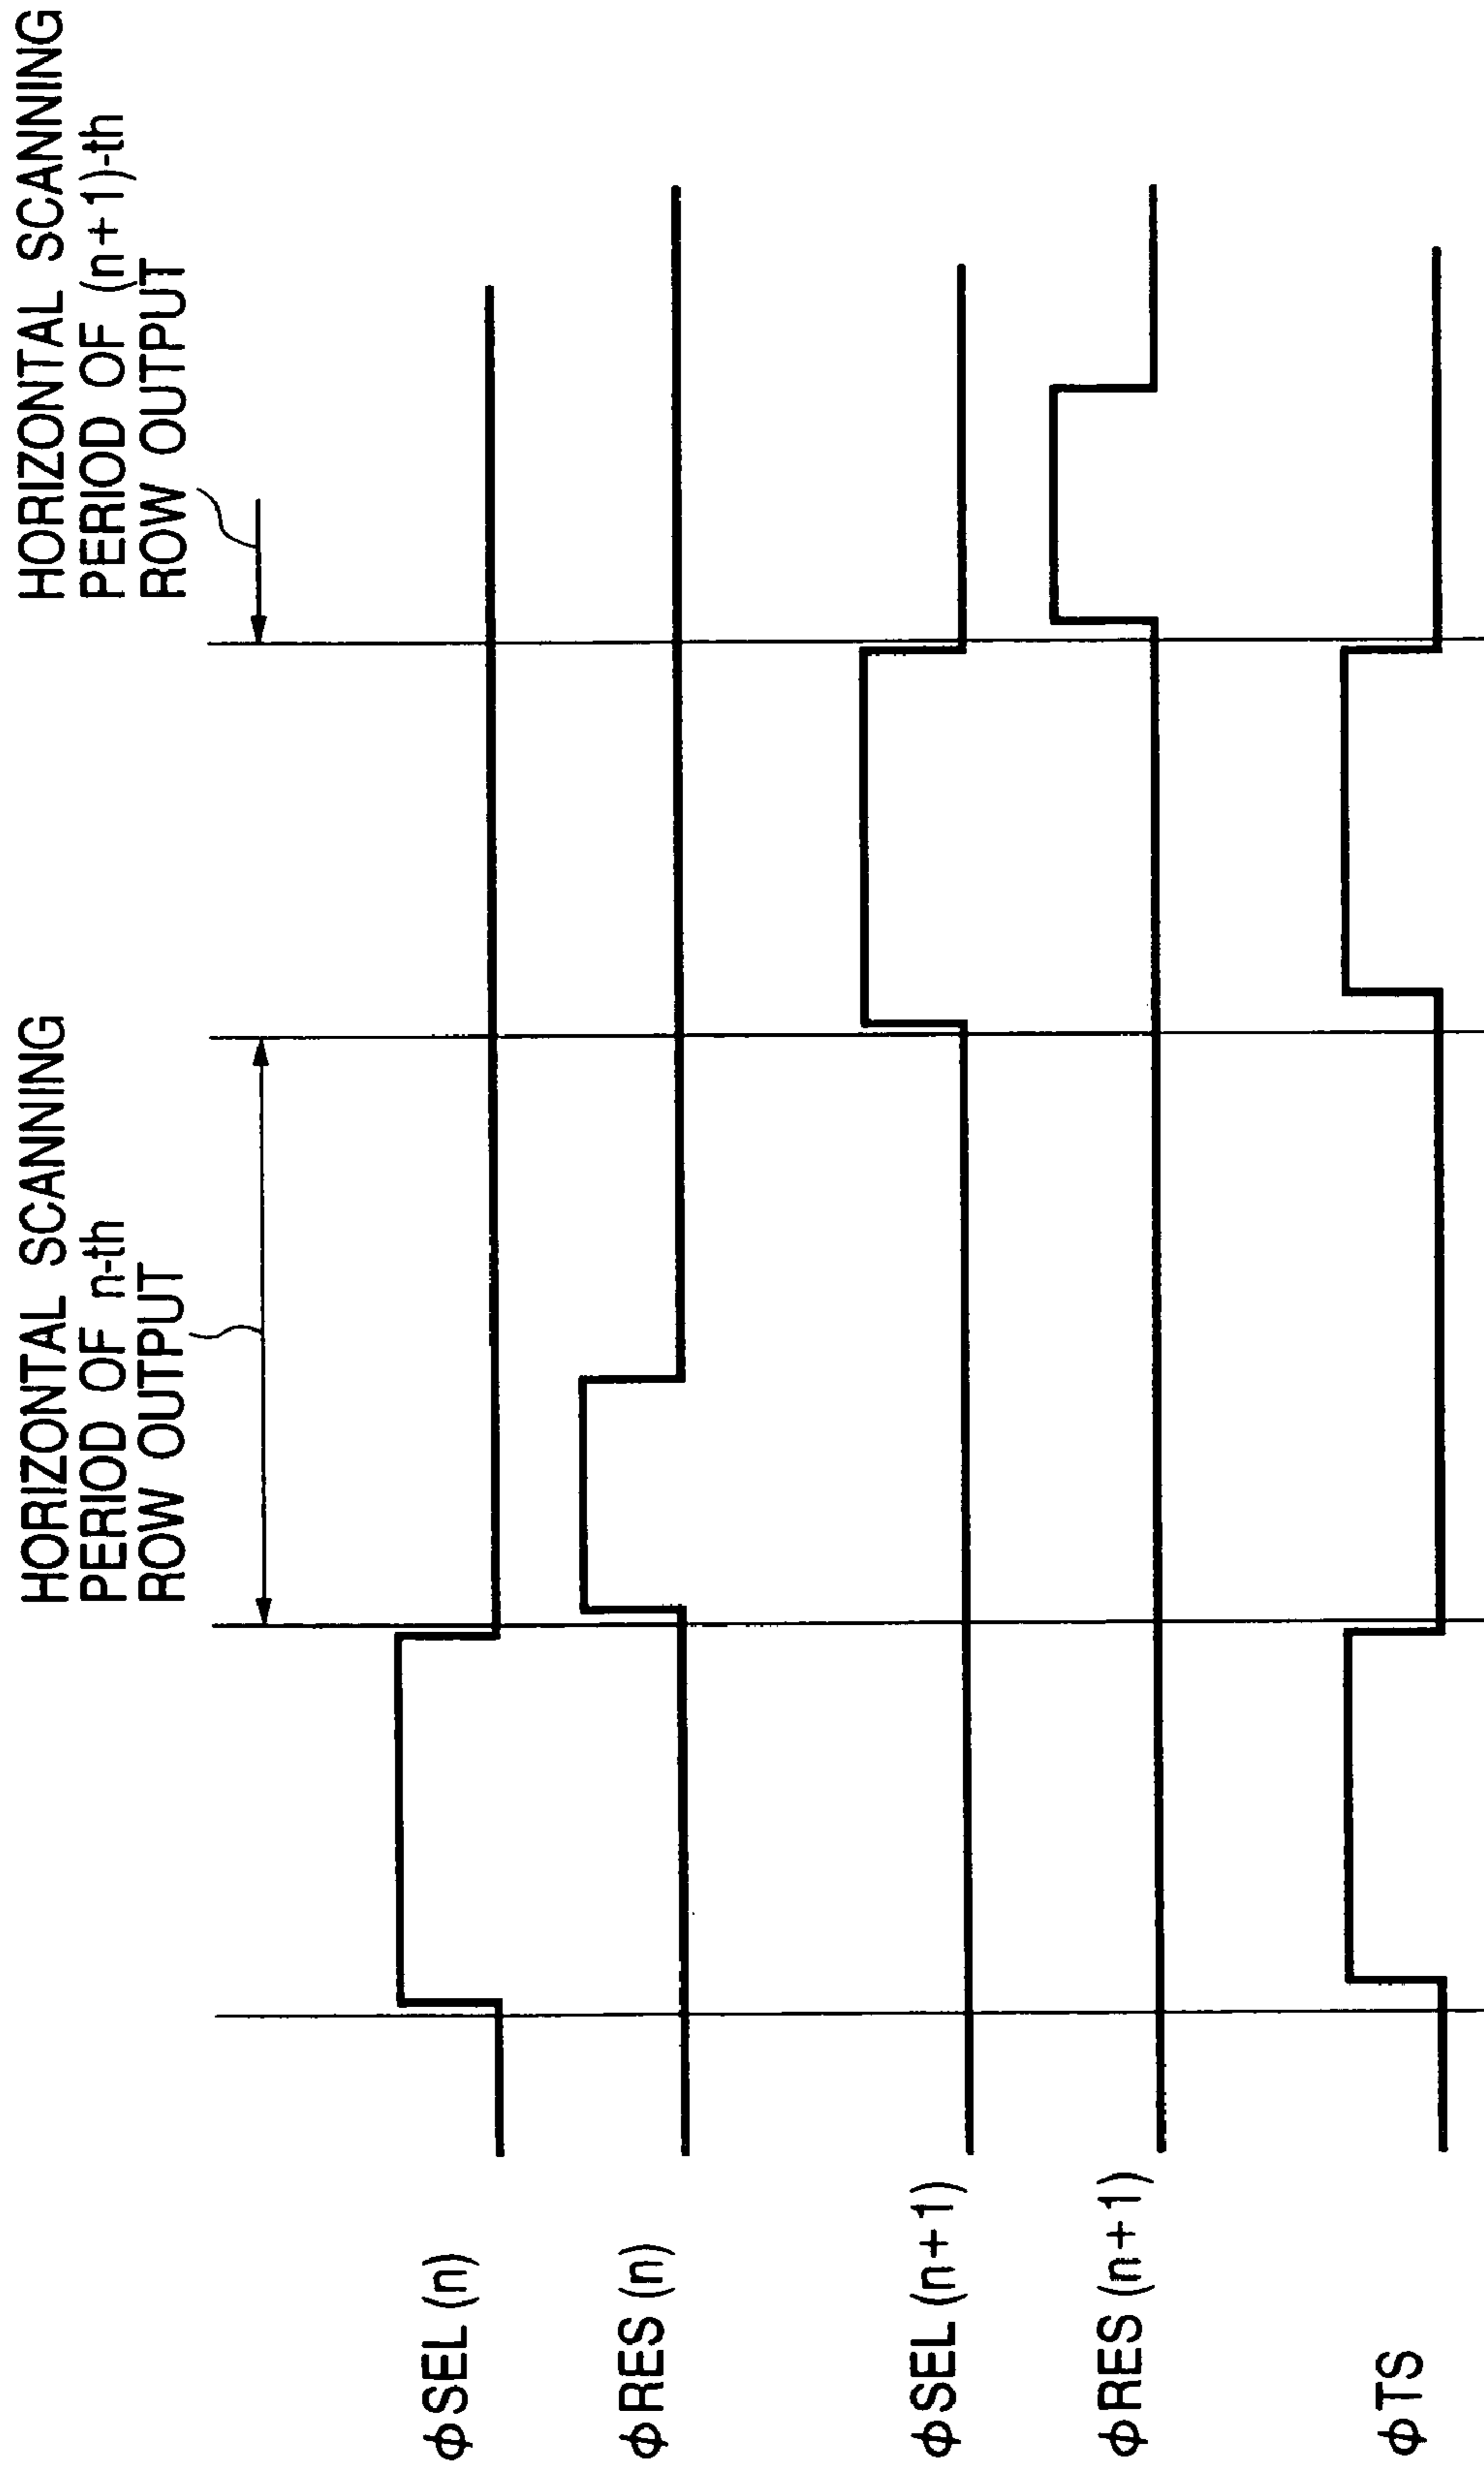 HORIZONTAL SCANNING
PERIOD OF n-th
ROW OUTPUT
HORIZONTAL SCANNING
PERIOD OF (n+1)-th
ROW OUTPUT
ϕSEL (n)
ϕRES (n)
ϕSEL (n+1)
ϕRES (n+1)
ϕTS